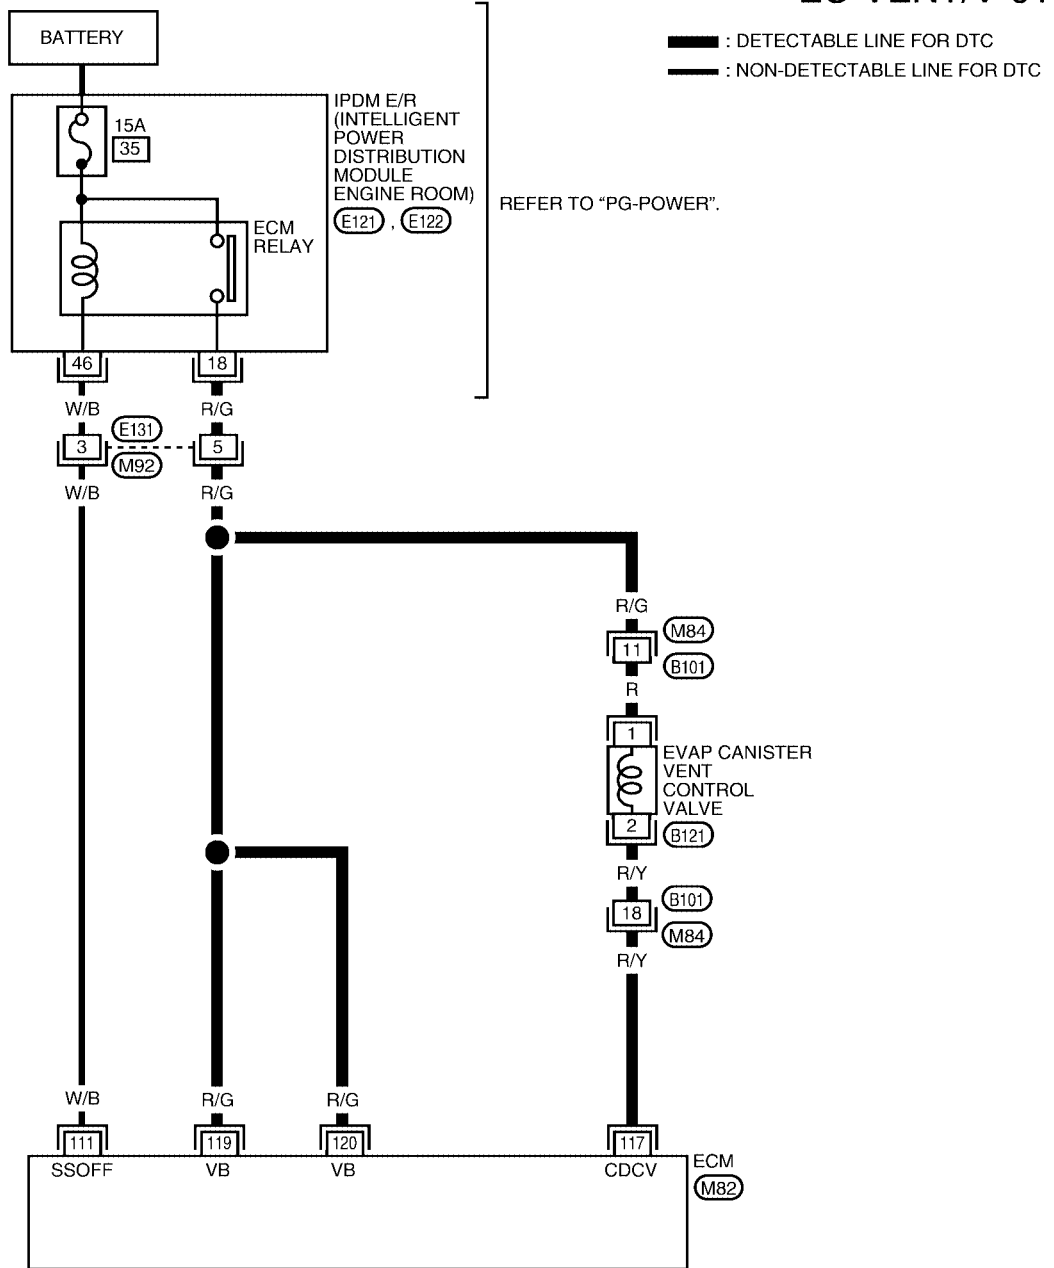 BATTERY
: DETECTABLE LINE FOR DTC
: NON-DETECTABLE LINE FOR DTC
15A
35
IPDM E/R
(INTELLIGENT
POWER
DISTRIBUTION
MODULE
ENGINE ROOM)
E121 , E122
REFER TO “PG-POWER”.
ECM
RELAY
46 18
W/B R/G
E131
3 5
M92
W/B R/G
R/G
M84
11
B101
R
1
EVAP CANISTER
VENT
CONTROL
VALVE
2
B121
R/Y
B101
18
M84
R/Y
W/B R/G R/G
111 119 120 117
SSOFF VB VB CDCV
ECM
M82